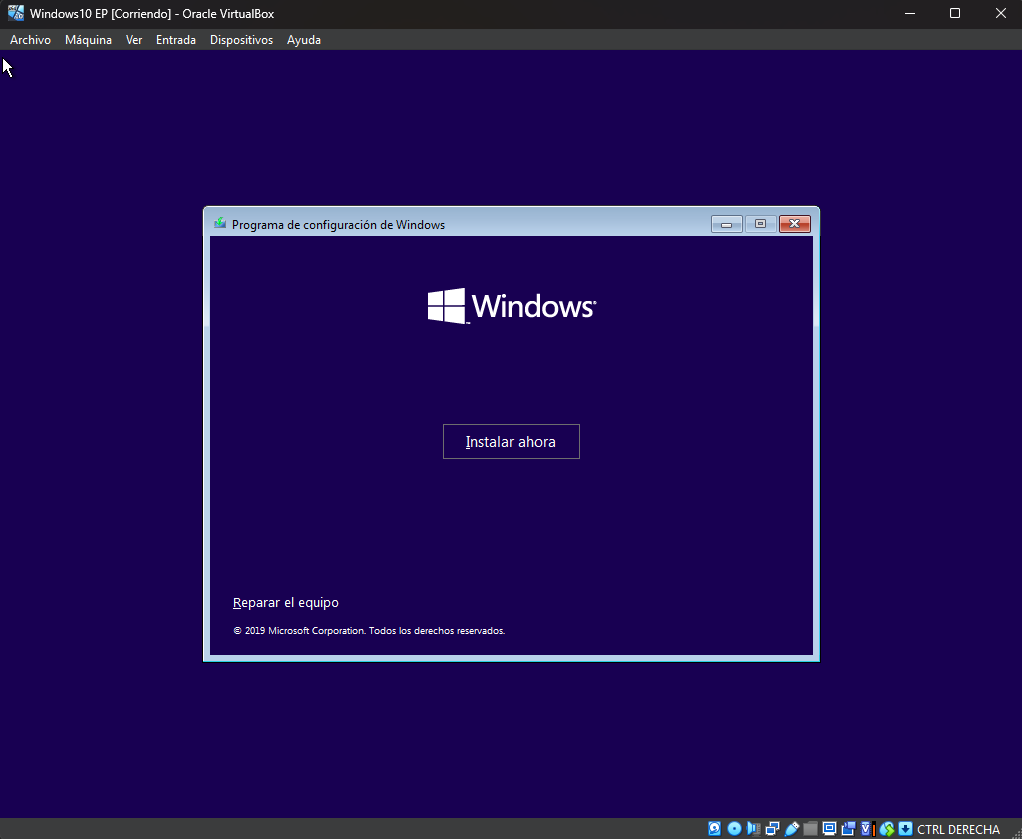 Windows10 EP [Corriendo] - Oracle VirtualBox
Archivo Máquina Ver Entrada Dispositivos Ayuda
Programa de configuración de Windows
Windows
Instalar ahora
Reparar el equipo
© 2019 Microsoft Corporation. Todos los derechos reservados.
CTRL DERECHA